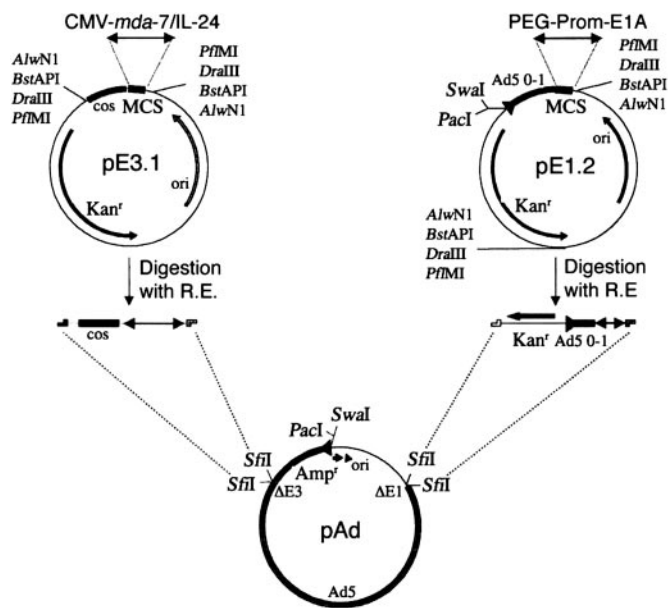 CMV-mda-7/IL-24
PEG-Prom-E1A
AlwN1
BstAPI
DraIII
PflMI
cos
MCS
PflMI
DraIII
BstAPI
AlwN1
pE3.1
ori
Kanʳ
SwaI
PacI
Ad5 0-1
MCS
PflMI
DraIII
BstAPI
AlwN1
pE1.2
ori
Kanʳ
AlwN1
BstAPI
DraIII
PflMI
Digestion
with R.E.
Digestion
with R.E
cos
Kanʳ
Ad5 0-1
PacI
SwaI
SfiI
SfiI
ΔE3
Ampʳ
ori
ΔE1
SfiI
SfiI
pAd
Ad5